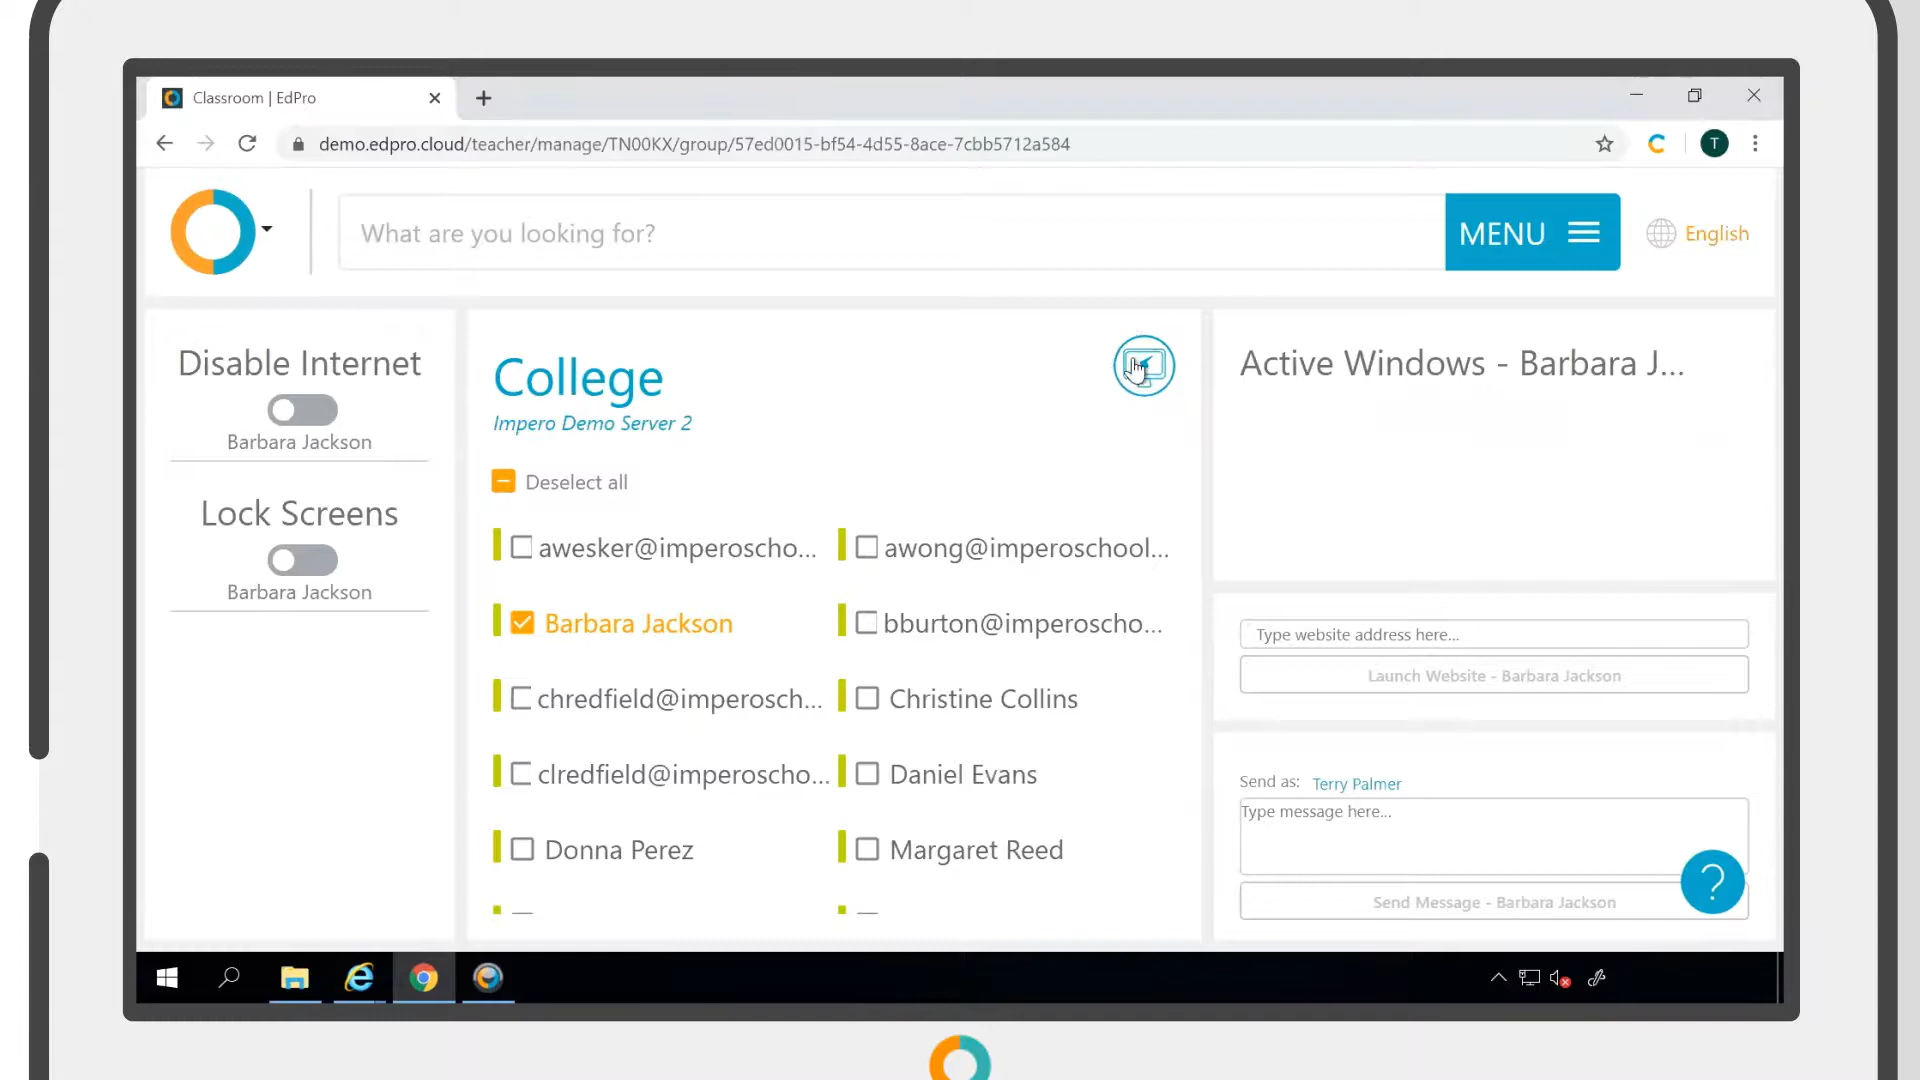 Classroom | EdPro
demo.edpro.cloud/teacher/manage/TN00KX/group/57ed0015-bf54-4d55-8ace-7cbb5712a584
T
What are you looking for?
MENU
English
Disable Internet
Barbara Jackson
Lock Screens
Barbara Jackson
College
Impero Demo Server 2
Deselect all
awesker@imperoscho...
awong@imperoschool...
Barbara Jackson
bburton@imperoscho...
chredfield@imperosch...
Christine Collins
clredfield@imperoscho...
Daniel Evans
Donna Perez
Margaret Reed
Active Windows - Barbara J...
Type website address here...
Launch Website - Barbara Jackson
Send as: Terry Palmer
Type message here...
?
Send Message - Barbara Jackson